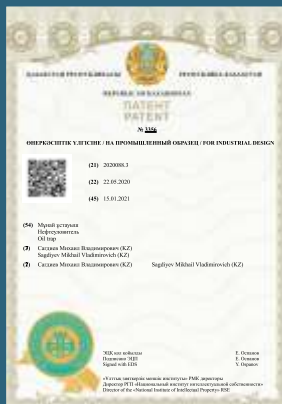 ҚАЗАҚСТАН РЕСПУБЛИКАСЫ РЕСПУБЛИКА КАЗАХСТАН
REPUBLIC OF KAZAKHSTAN
ПАТЕНТ
PATENT
№ 3356
ӨНЕРКӘСІПТІК ҮЛГІСІНЕ / НА ПРОМЫШЛЕННЫЙ ОБРАЗЕЦ / FOR INDUSTRIAL DESIGN
(21) 2020088.3
(22) 22.05.2020
(45) 15.01.2021
(54) Мұнай ұстауыш
Нефтеуловитель
Oil trap
(73) Сагдиев Михаил Владимирович (KZ)
Sagdiyev Mikhail Vladimirovich (KZ)
(72) Сагдиев Михаил Владимирович (KZ) Sagdiyev Mikhail Vladimirovich (KZ)
ЭЦҚ қол қойылды Е. Оспанов
Подписано ЭЦП Е. Оспанов
Signed with EDS Y. Ospanov
«Ұлттық зияткерлік меншік институты» РМК директоры
Директор РГП «Национальный институт интеллектуальной собственности»
Director of the «National Institute of Intellectual Property» RSE